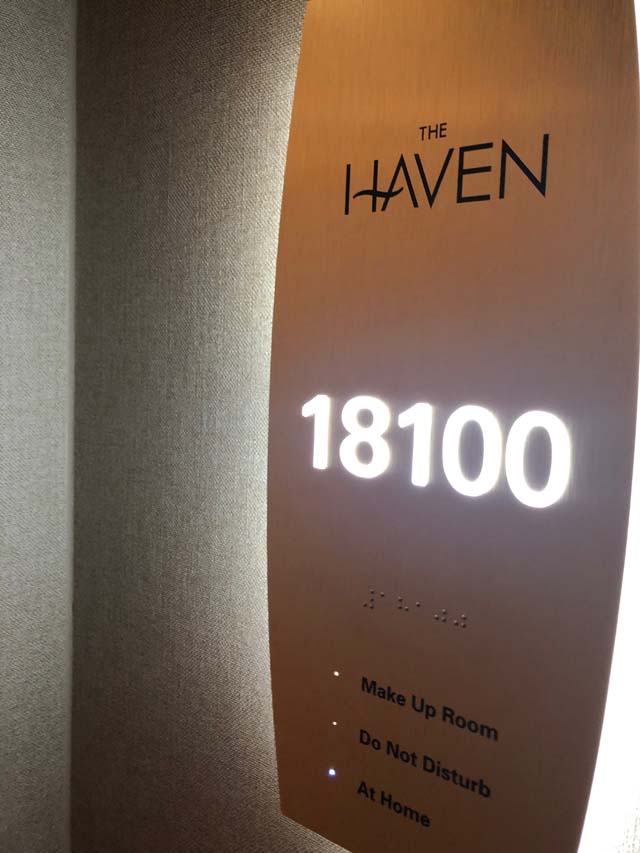 THE
HAVEN
18100
Make Up Room
Do Not Disturb
At Home